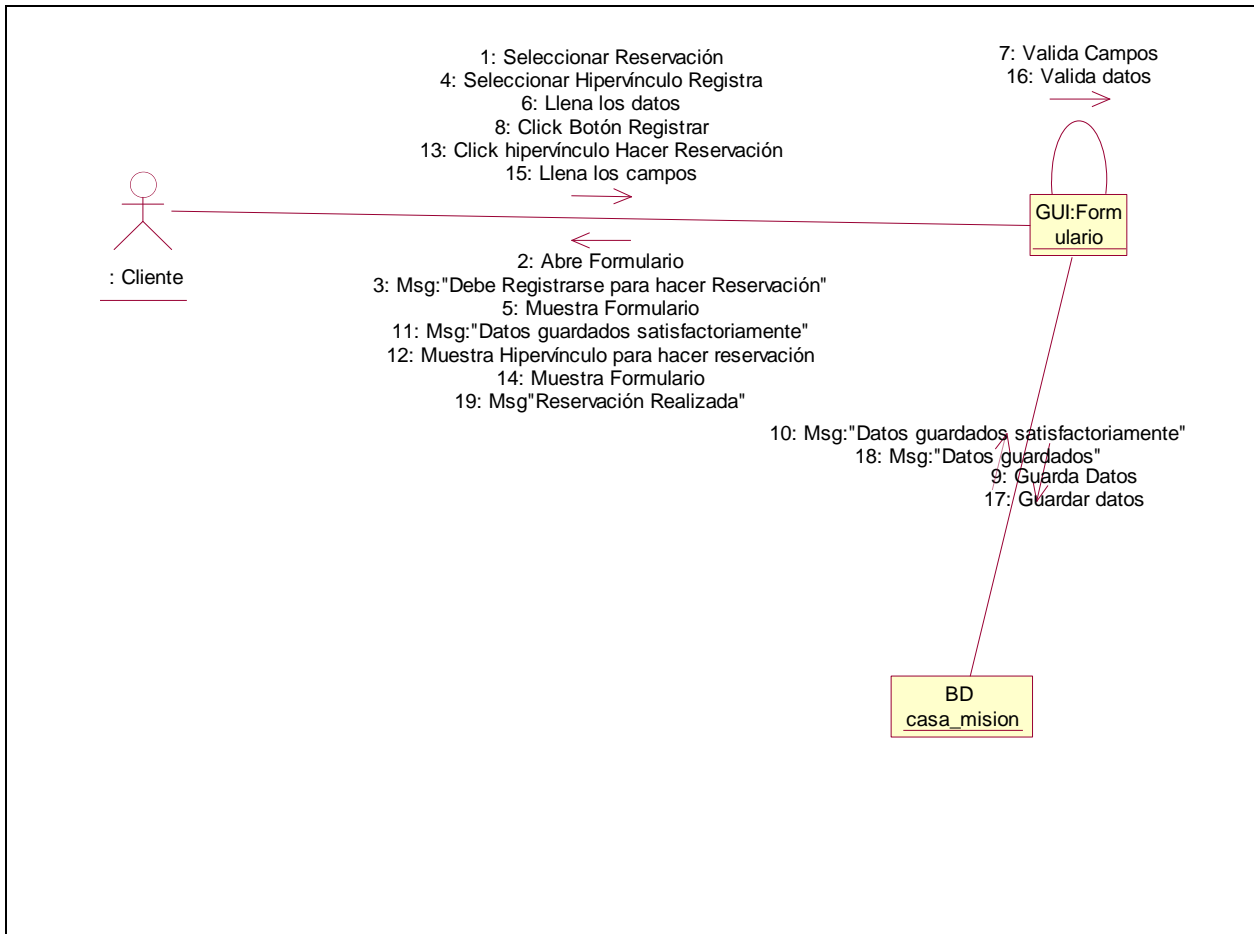 1: Seleccionar Reservación
4: Seleccionar Hipervínculo Registra
6: Llena los datos
8: Click Botón Registrar
13: Click hipervínculo Hacer Reservación
15: Llena los campos
7: Valida Campos
16: Valida datos
: Cliente
GUI:Form
ulario
2: Abre Formulario
3: Msg:"Debe Registrarse para hacer Reservación"
5: Muestra Formulario
11: Msg:"Datos guardados satisfactoriamente"
12: Muestra Hipervínculo para hacer reservación
14: Muestra Formulario
19: Msg"Reservación Realizada"
10: Msg:"Datos guardados satisfactoriamente"
18: Msg:"Datos guardados"
9: Guarda Datos
17: Guardar datos
BD
casa_mision